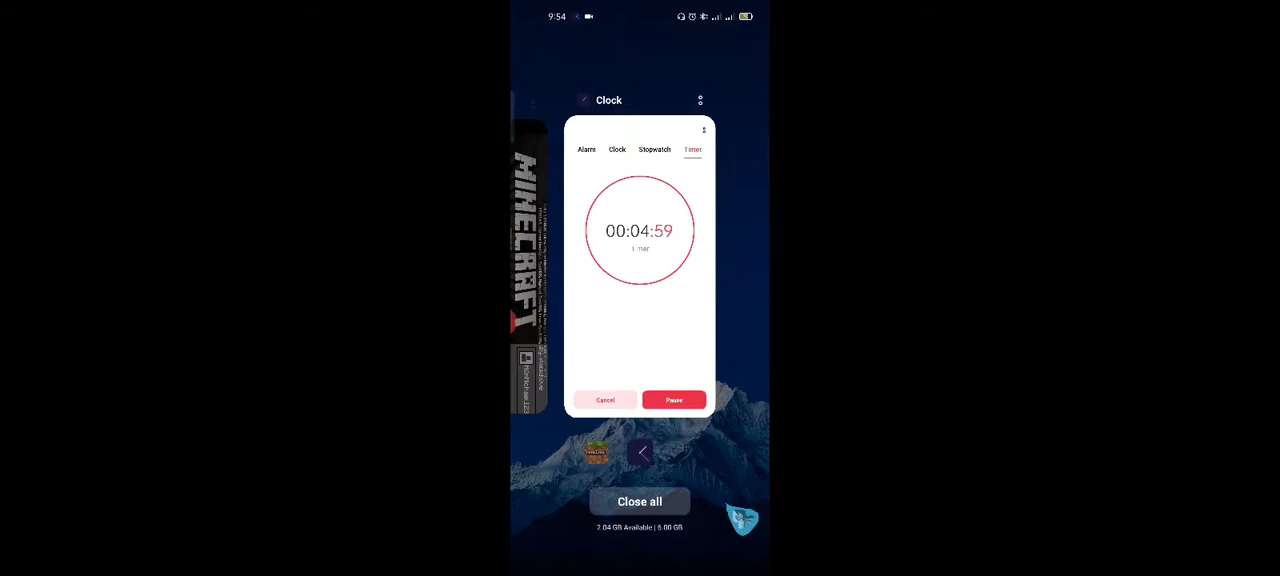 9:54
Clock
Alarm Clock Stopwatch Timer
00:04:59
Timer
Cancel Pause
MINECRAFT
Close all
2.04 GB Available | 6.00 GB